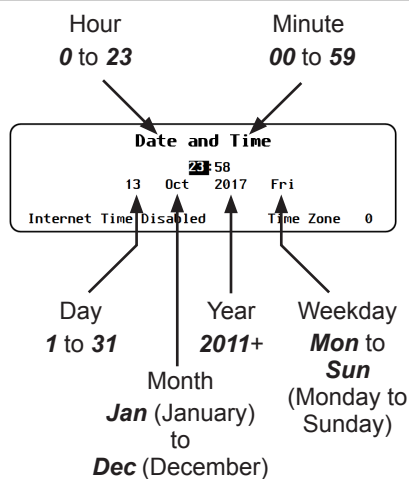 Hour
0 to 23
Minute
00 to 59
Date and Time
23:58
13 Oct 2017 Fri
Internet Time Disabled Time Zone 0
Day
1 to 31
Month
Jan (January)
to
Dec (December)
Year
2011+
Weekday
Mon to
Sun
(Monday to
Sunday)